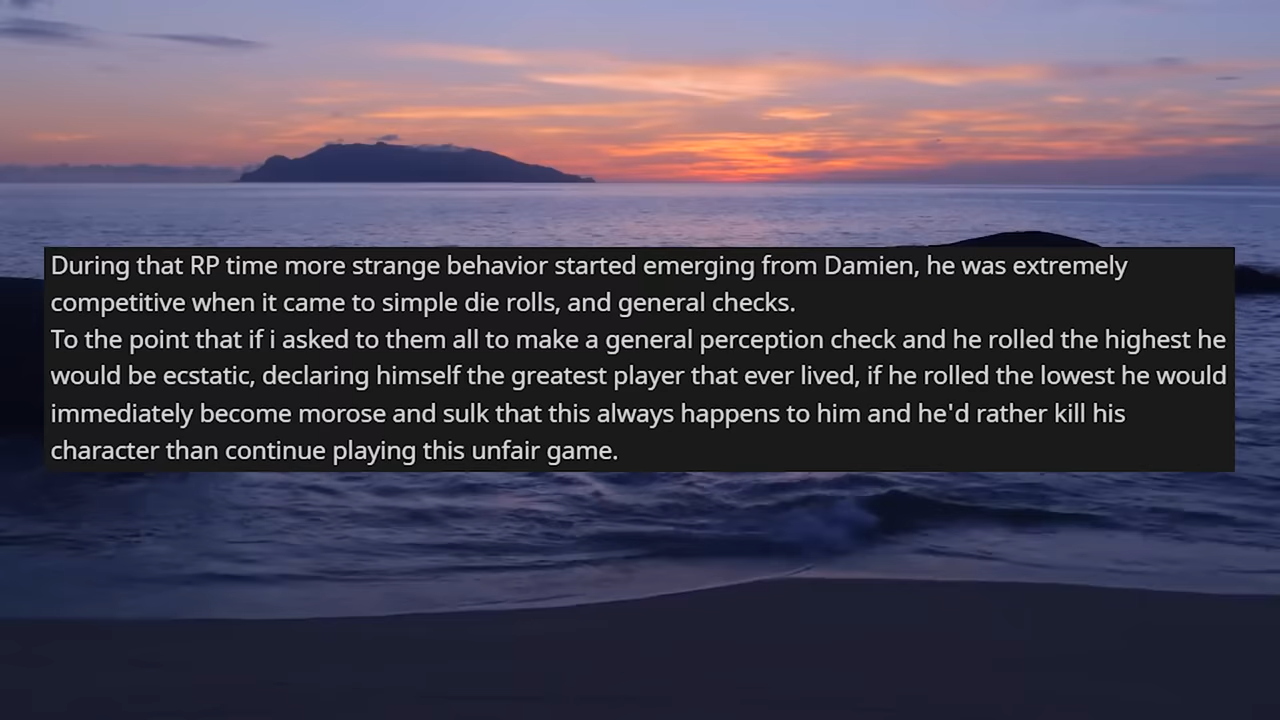 During that RP time more strange behavior started emerging from Damien, he was extremely
competitive when it came to simple die rolls, and general checks.
To the point that if i asked to them all to make a general perception check and he rolled the highest he
would be ecstatic, declaring himself the greatest player that ever lived, if he rolled the lowest he would
immediately become morose and sulk that this always happens to him and he'd rather kill his
character than continue playing this unfair game.